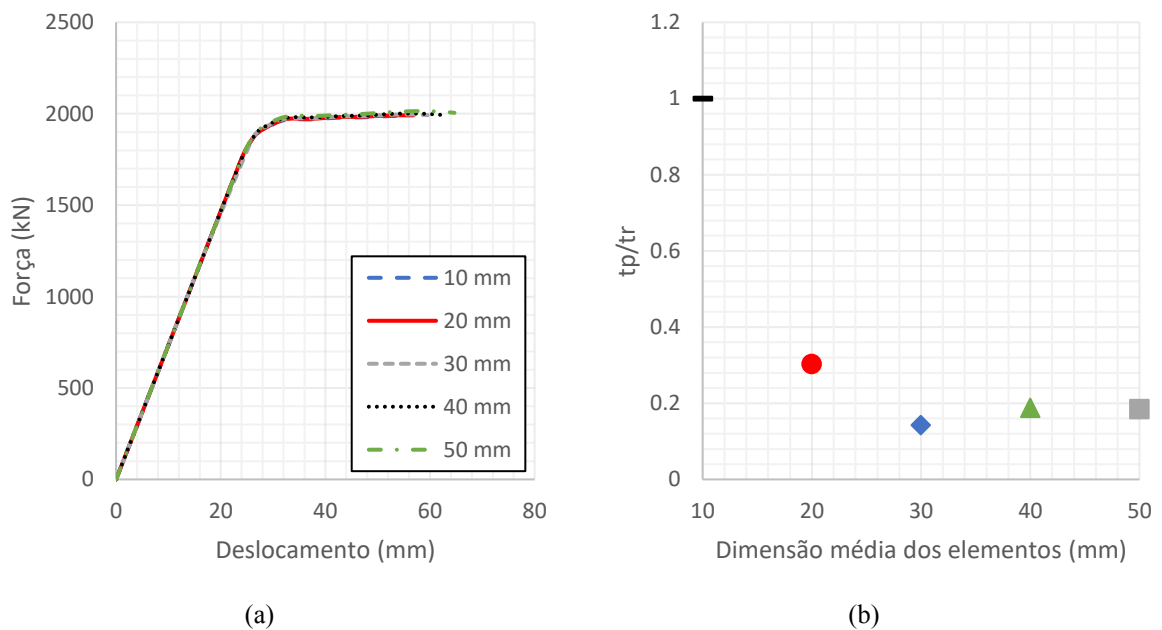 2500
2000
1500
1000
500
0
Força (kN)
0 20 40 60 80
Deslocamento (mm)
10 mm
20 mm
30 mm
40 mm
50 mm
(a)
1.2
1
0.8
0.6
0.4
0.2
0
tp/tr
10 20 30 40 50
Dimensão média dos elementos (mm)
(b)